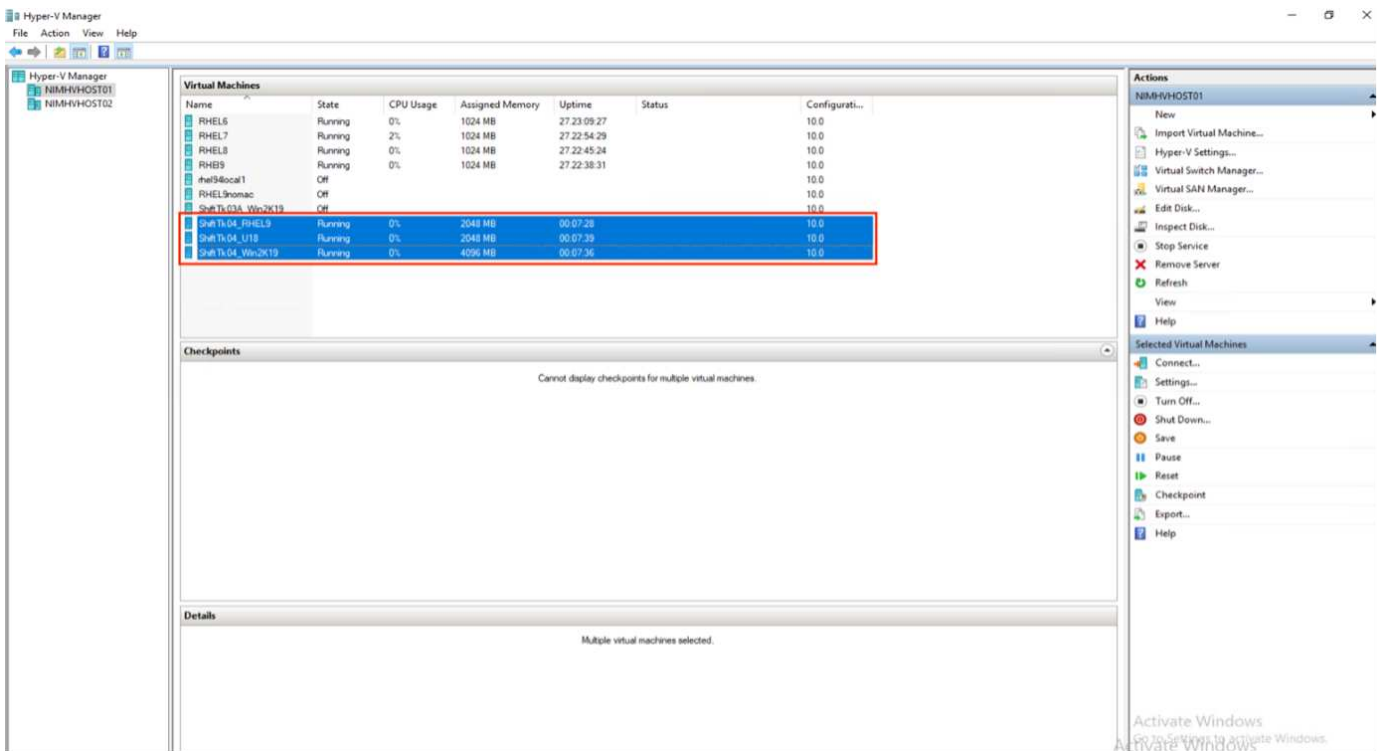 Hyper-V Manager
File Action View Help
Hyper-V Manager
NIMHVHOST01
NIMHVHOST02
Virtual Machines
Name State CPU Usage Assigned Memory Uptime Status Configurati...
RHEL6 Running 0% 1024 MB 27.23:09:27 10.0
RHEL7 Running 2% 1024 MB 27.22:54:29 10.0
RHEL8 Running 0% 1024 MB 27.22:45:24 10.0
RHEl9 Running 0% 1024 MB 27.22:38:31 10.0
rhel94local1 Off 10.0
RHEL9nomac Off 10.0
ShiftTk03A_Win2K19 Off 10.0
ShiftTk04_RHEL9 Running 0% 2048 MB 00:07:28 10.0
ShiftTk04_U18 Running 0% 2048 MB 00:07:39 10.0
ShiftTk04_Win2K19 Running 0% 4096 MB 00:07:36 10.0
Checkpoints
Cannot display checkpoints for multiple virtual machines.
Details
Multiple virtual machines selected.
Actions
NIMHVHOST01
New
Import Virtual Machine...
Hyper-V Settings...
Virtual Switch Manager...
Virtual SAN Manager...
Edit Disk...
Inspect Disk...
Stop Service
Remove Server
Refresh
View
Help
Selected Virtual Machines
Connect...
Settings...
Turn Off...
Shut Down...
Save
Pause
Reset
Checkpoint
Export...
Help
Activate Windows
Go to Settings to activate Windows.
Activate Windows